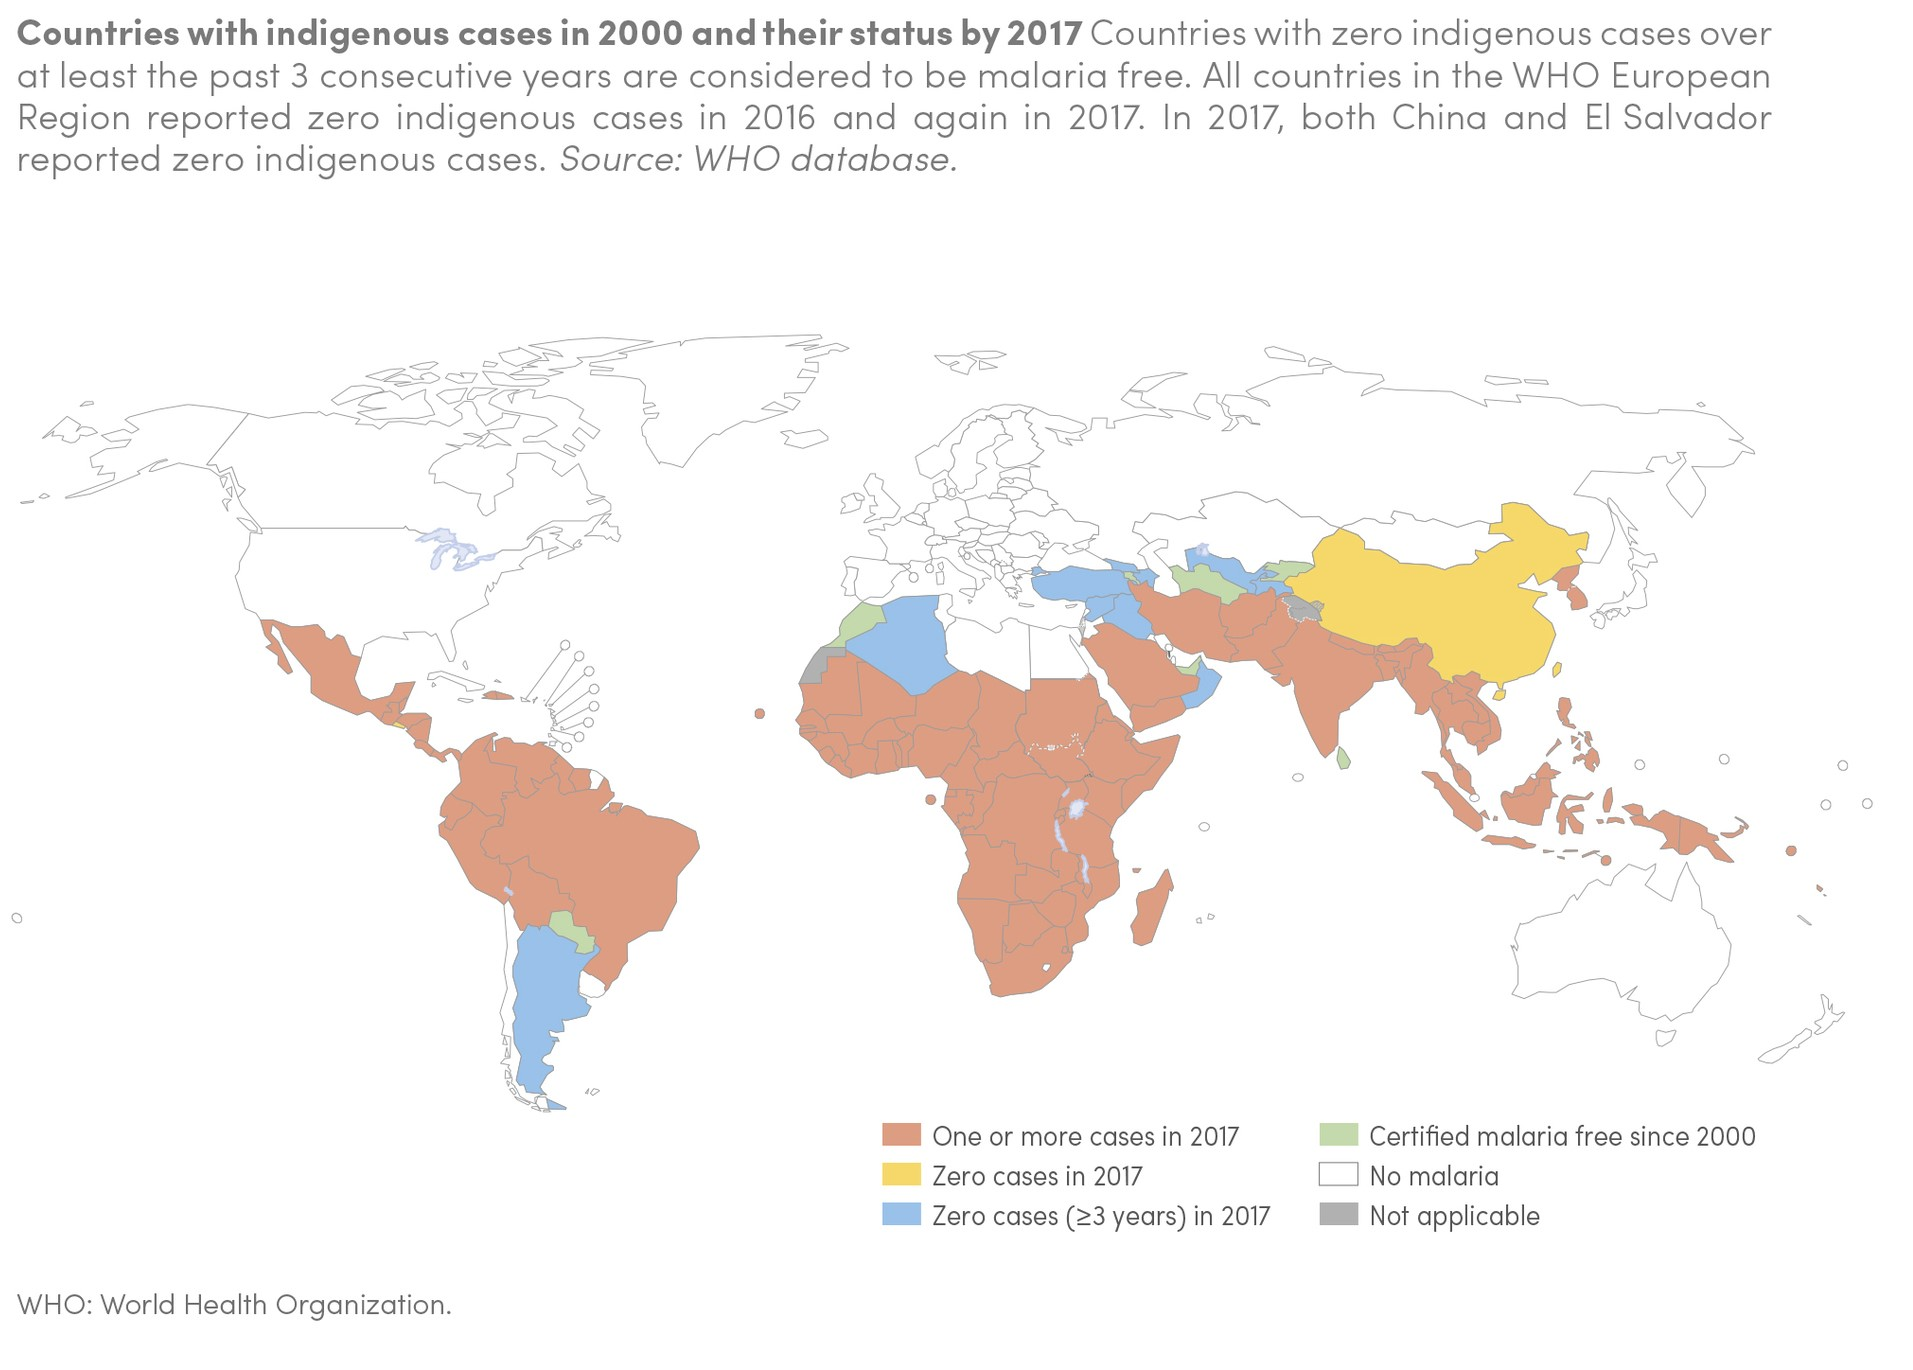 Countries with indigenous cases in 2000 and their status by 2017 Countries with zero indigenous cases over
at least the past 3 consecutive years are considered to be malaria free. All countries in the WHO European
Region reported zero indigenous cases in 2016 and again in 2017. In 2017, both China and El Salvador
reported zero indigenous cases. Source: WHO database.
One or more cases in 2017
Zero cases in 2017
Zero cases (≥3 years) in 2017
Certified malaria free since 2000
No malaria
Not applicable
WHO: World Health Organization.